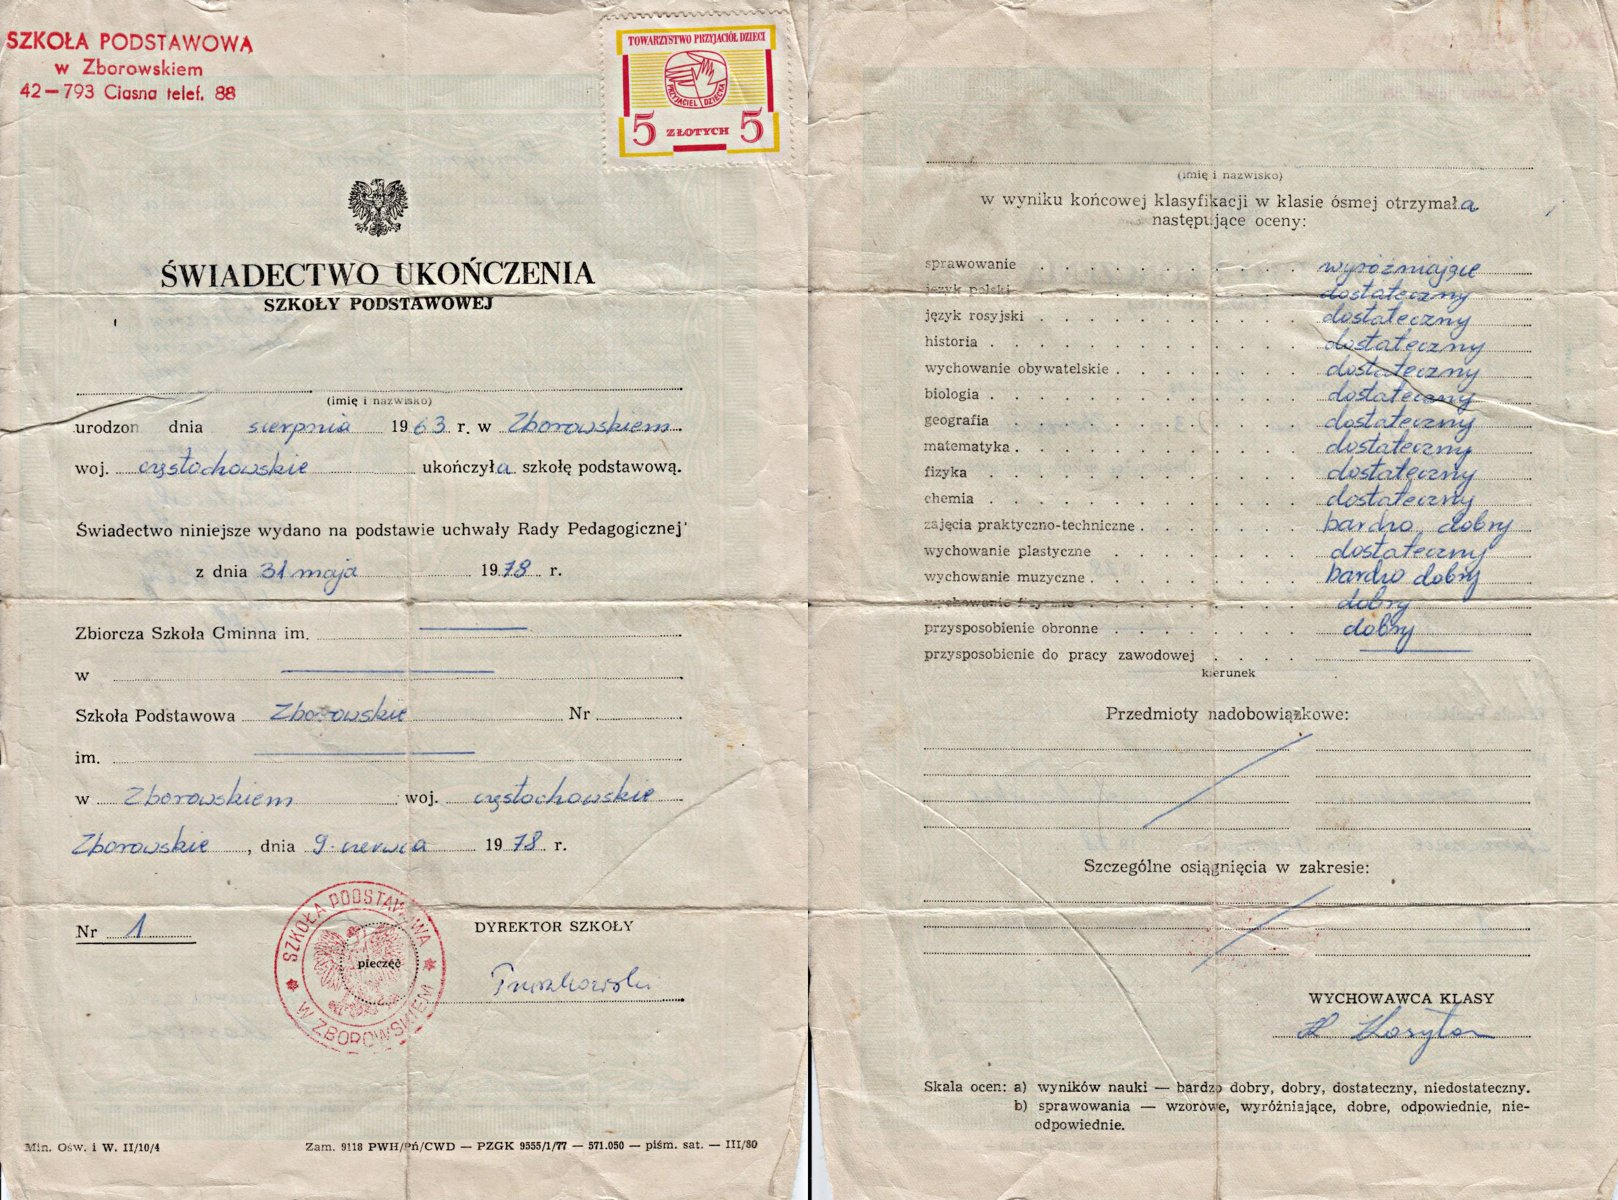 SZKOŁA PODSTAWOWA
w Zborowskiem
42-793 Ciasna telef. 88
TOWARZYSTWO PRZYJACIÓŁ DZIECI
PRZYJACIEL DZIECKA
5 ZŁOTYCH 5
ŚWIADECTWO UKOŃCZENIA
SZKOŁY PODSTAWOWEJ
(imię i nazwisko)
urodzon dnia sierpnia 1963 r. w Zborowskiem
woj. częstochowskie ukończyła szkołę podstawową.
Świadectwo niniejsze wydano na podstawie uchwały Rady Pedagogicznej
z dnia 31 maja 1978 r.
Zbiorcza Szkoła Gminna im.
w
Szkoła Podstawowa Zborowskie Nr
im.
w Zborowskiem woj. częstochowskie
Zborowskie, dnia 9 czerwca 1978 r.
Nr 1
SZKOŁA PODSTAWOWA
W ZBOROWSKIEM
pieczęć
DYREKTOR SZKOŁY
Min. Ośw. i W. II/10/4
Zam. 9118 PWH/Pń/CWD — PZGK 9555/1/77 — 571.050 — piśm. sat. — III/80
(imię i nazwisko)
w wyniku końcowej klasyfikacji w klasie ósmej otrzymała
następujące oceny:
sprawowanie wyróżniające
język polski dostateczny
język rosyjski dostateczny
historia dostateczny
wychowanie obywatelskie dostateczny
biologia dostateczny
geografia dostateczny
matematyka dostateczny
fizyka dostateczny
chemia dostateczny
zajęcia praktyczno-techniczne bardzo dobry
wychowanie plastyczne dostateczny
wychowanie muzyczne bardzo dobry
wychowanie fizyczne dobry
przysposobienie obronne dobry
przysposobienie do pracy zawodowej
kierunek
Przedmioty nadobowiązkowe:
Szczególne osiągnięcia w zakresie:
WYCHOWAWCA KLASY
Skala ocen: a) wyników nauki — bardzo dobry, dobry, dostateczny, niedostateczny.
b) sprawowania — wzorowe, wyróżniające, dobre, odpowiednie, nie-
odpowiednie.